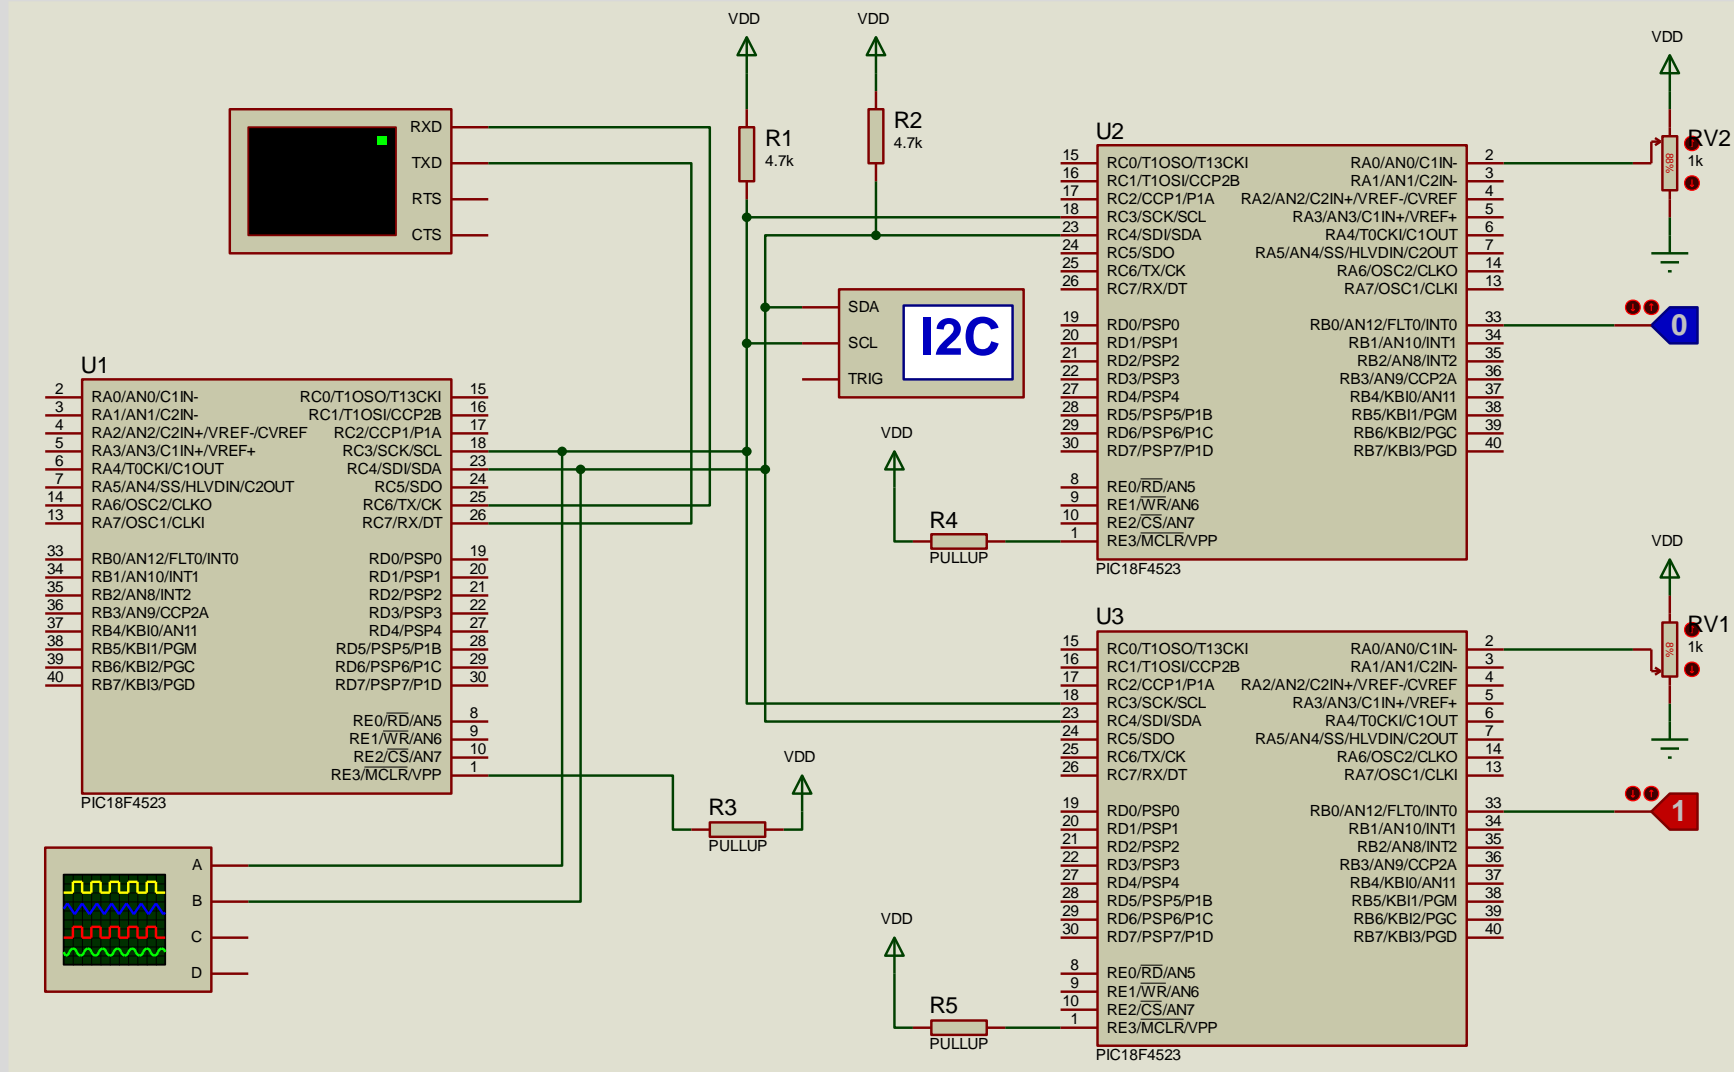 VDD
VDD
VDD
RXD
TXD
RTS
CTS
R1
4.7k
R2
4.7k
U2
15 RC0/T1OSO/T13CKI RA0/AN0/C1IN- 2
16 RC1/T1OSI/CCP2B RA1/AN1/C2IN- 3
17 RC2/CCP1/P1A RA2/AN2/C2IN+/VREF-/CVREF 4
18 RC3/SCK/SCL RA3/AN3/C1IN+/VREF+ 5
23 RC4/SDI/SDA RA4/T0CKI/C1OUT 6
24 RC5/SDO RA5/AN4/SS/HLVDIN/C2OUT 7
25 RC6/TX/CK RA6/OSC2/CLKO 14
26 RC7/RX/DT RA7/OSC1/CLKI 13
19 RD0/PSP0 RB0/AN12/FLT0/INT0 33
20 RD1/PSP1 RB1/AN10/INT1 34
21 RD2/PSP2 RB2/AN8/INT2 35
22 RD3/PSP3 RB3/AN9/CCP2A 36
27 RD4/PSP4 RB4/KBI0/AN11 37
28 RD5/PSP5/P1B RB5/KBI1/PGM 38
29 RD6/PSP6/P1C RB6/KBI2/PGC 39
30 RD7/PSP7/P1D RB7/KBI3/PGD 40
8 RE0/RD/AN5
9 RE1/WR/AN6
10 RE2/CS/AN7
1 RE3/MCLR/VPP
PIC18F4523
RV2
1k
88%
0
SDA
SCL
TRIG
I2C
VDD
R4
PULLUP
U1
2 RA0/AN0/C1IN- RC0/T1OSO/T13CKI 15
3 RA1/AN1/C2IN- RC1/T1OSI/CCP2B 16
4 RA2/AN2/C2IN+/VREF-/CVREF RC2/CCP1/P1A 17
5 RA3/AN3/C1IN+/VREF+ RC3/SCK/SCL 18
6 RA4/T0CKI/C1OUT RC4/SDI/SDA 23
7 RA5/AN4/SS/HLVDIN/C2OUT RC5/SDO 24
14 RA6/OSC2/CLKO RC6/TX/CK 25
13 RA7/OSC1/CLKI RC7/RX/DT 26
33 RB0/AN12/FLT0/INT0 RD0/PSP0 19
34 RB1/AN10/INT1 RD1/PSP1 20
35 RB2/AN8/INT2 RD2/PSP2 21
36 RB3/AN9/CCP2A RD3/PSP3 22
37 RB4/KBI0/AN11 RD4/PSP4 27
38 RB5/KBI1/PGM RD5/PSP5/P1B 28
39 RB6/KBI2/PGC RD6/PSP6/P1C 29
40 RB7/KBI3/PGD RD7/PSP7/P1D 30
RE0/RD/AN5 8
RE1/WR/AN6 9
RE2/CS/AN7 10
RE3/MCLR/VPP 1
PIC18F4523
VDD
R3
PULLUP
A
B
C
D
VDD
U3
15 RC0/T1OSO/T13CKI RA0/AN0/C1IN- 2
16 RC1/T1OSI/CCP2B RA1/AN1/C2IN- 3
17 RC2/CCP1/P1A RA2/AN2/C2IN+/VREF-/CVREF 4
18 RC3/SCK/SCL RA3/AN3/C1IN+/VREF+ 5
23 RC4/SDI/SDA RA4/T0CKI/C1OUT 6
24 RC5/SDO RA5/AN4/SS/HLVDIN/C2OUT 7
25 RC6/TX/CK RA6/OSC2/CLKO 14
26 RC7/RX/DT RA7/OSC1/CLKI 13
19 RD0/PSP0 RB0/AN12/FLT0/INT0 33
20 RD1/PSP1 RB1/AN10/INT1 34
21 RD2/PSP2 RB2/AN8/INT2 35
22 RD3/PSP3 RB3/AN9/CCP2A 36
27 RD4/PSP4 RB4/KBI0/AN11 37
28 RD5/PSP5/P1B RB5/KBI1/PGM 38
29 RD6/PSP6/P1C RB6/KBI2/PGC 39
30 RD7/PSP7/P1D RB7/KBI3/PGD 40
8 RE0/RD/AN5
9 RE1/WR/AN6
10 RE2/CS/AN7
1 RE3/MCLR/VPP
PIC18F4523
RV1
1k
8%
1
VDD
R5
PULLUP